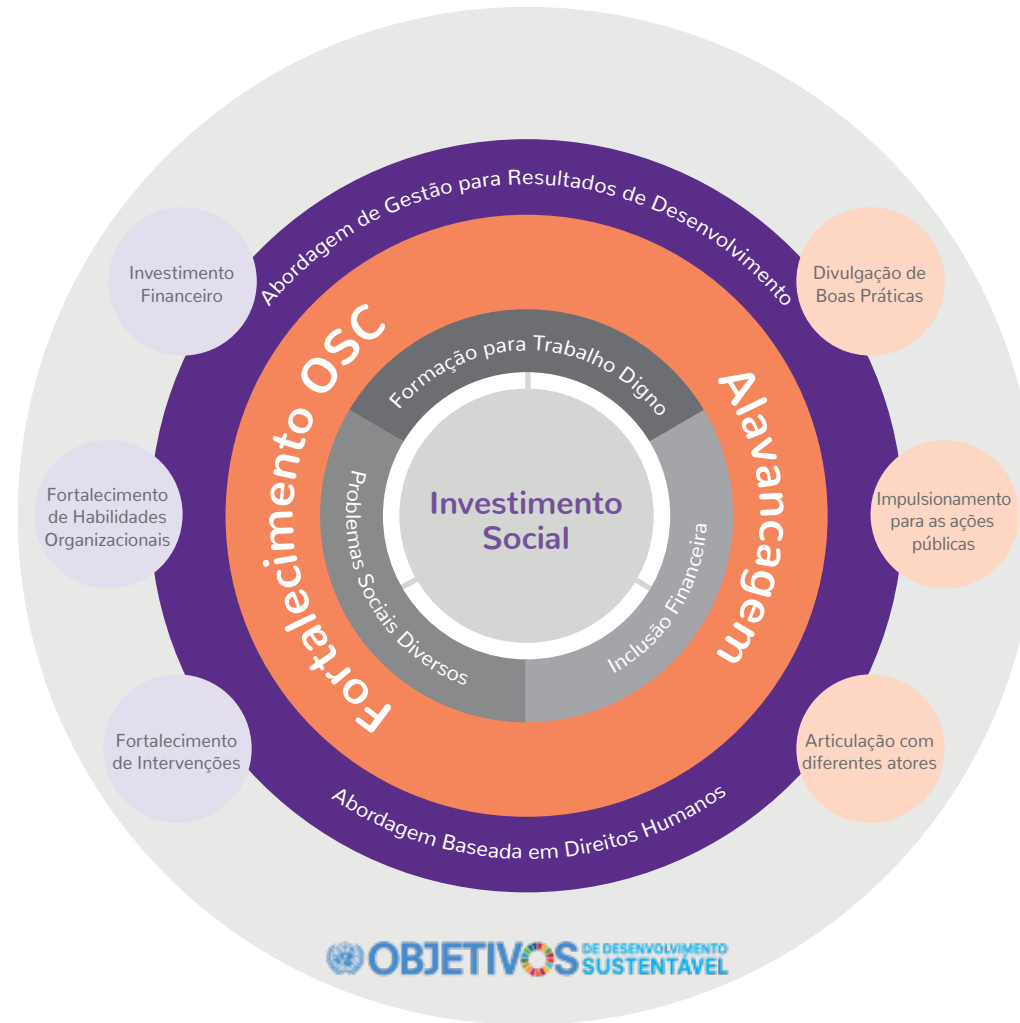 Abordagem de Gestão para Resultados de Desenvolvimento
Investimento
Financeiro
Divulgação de
Boas Práticas
Fortalecimento OSC
Alavancagem
Formação para Trabalho Digno
Problemas Sociais Diversos
Inclusão Financeira
Investimento
Social
Fortalecimento
de Habilidades
Organizacionais
Impulsionamento
para as ações
públicas
Fortalecimento
de Intervenções
Articulação com
diferentes atores
Abordagem Baseada em Direitos Humanos
OBJETIVOS DE DESENVOLVIMENTO
SUSTENTÁVEL